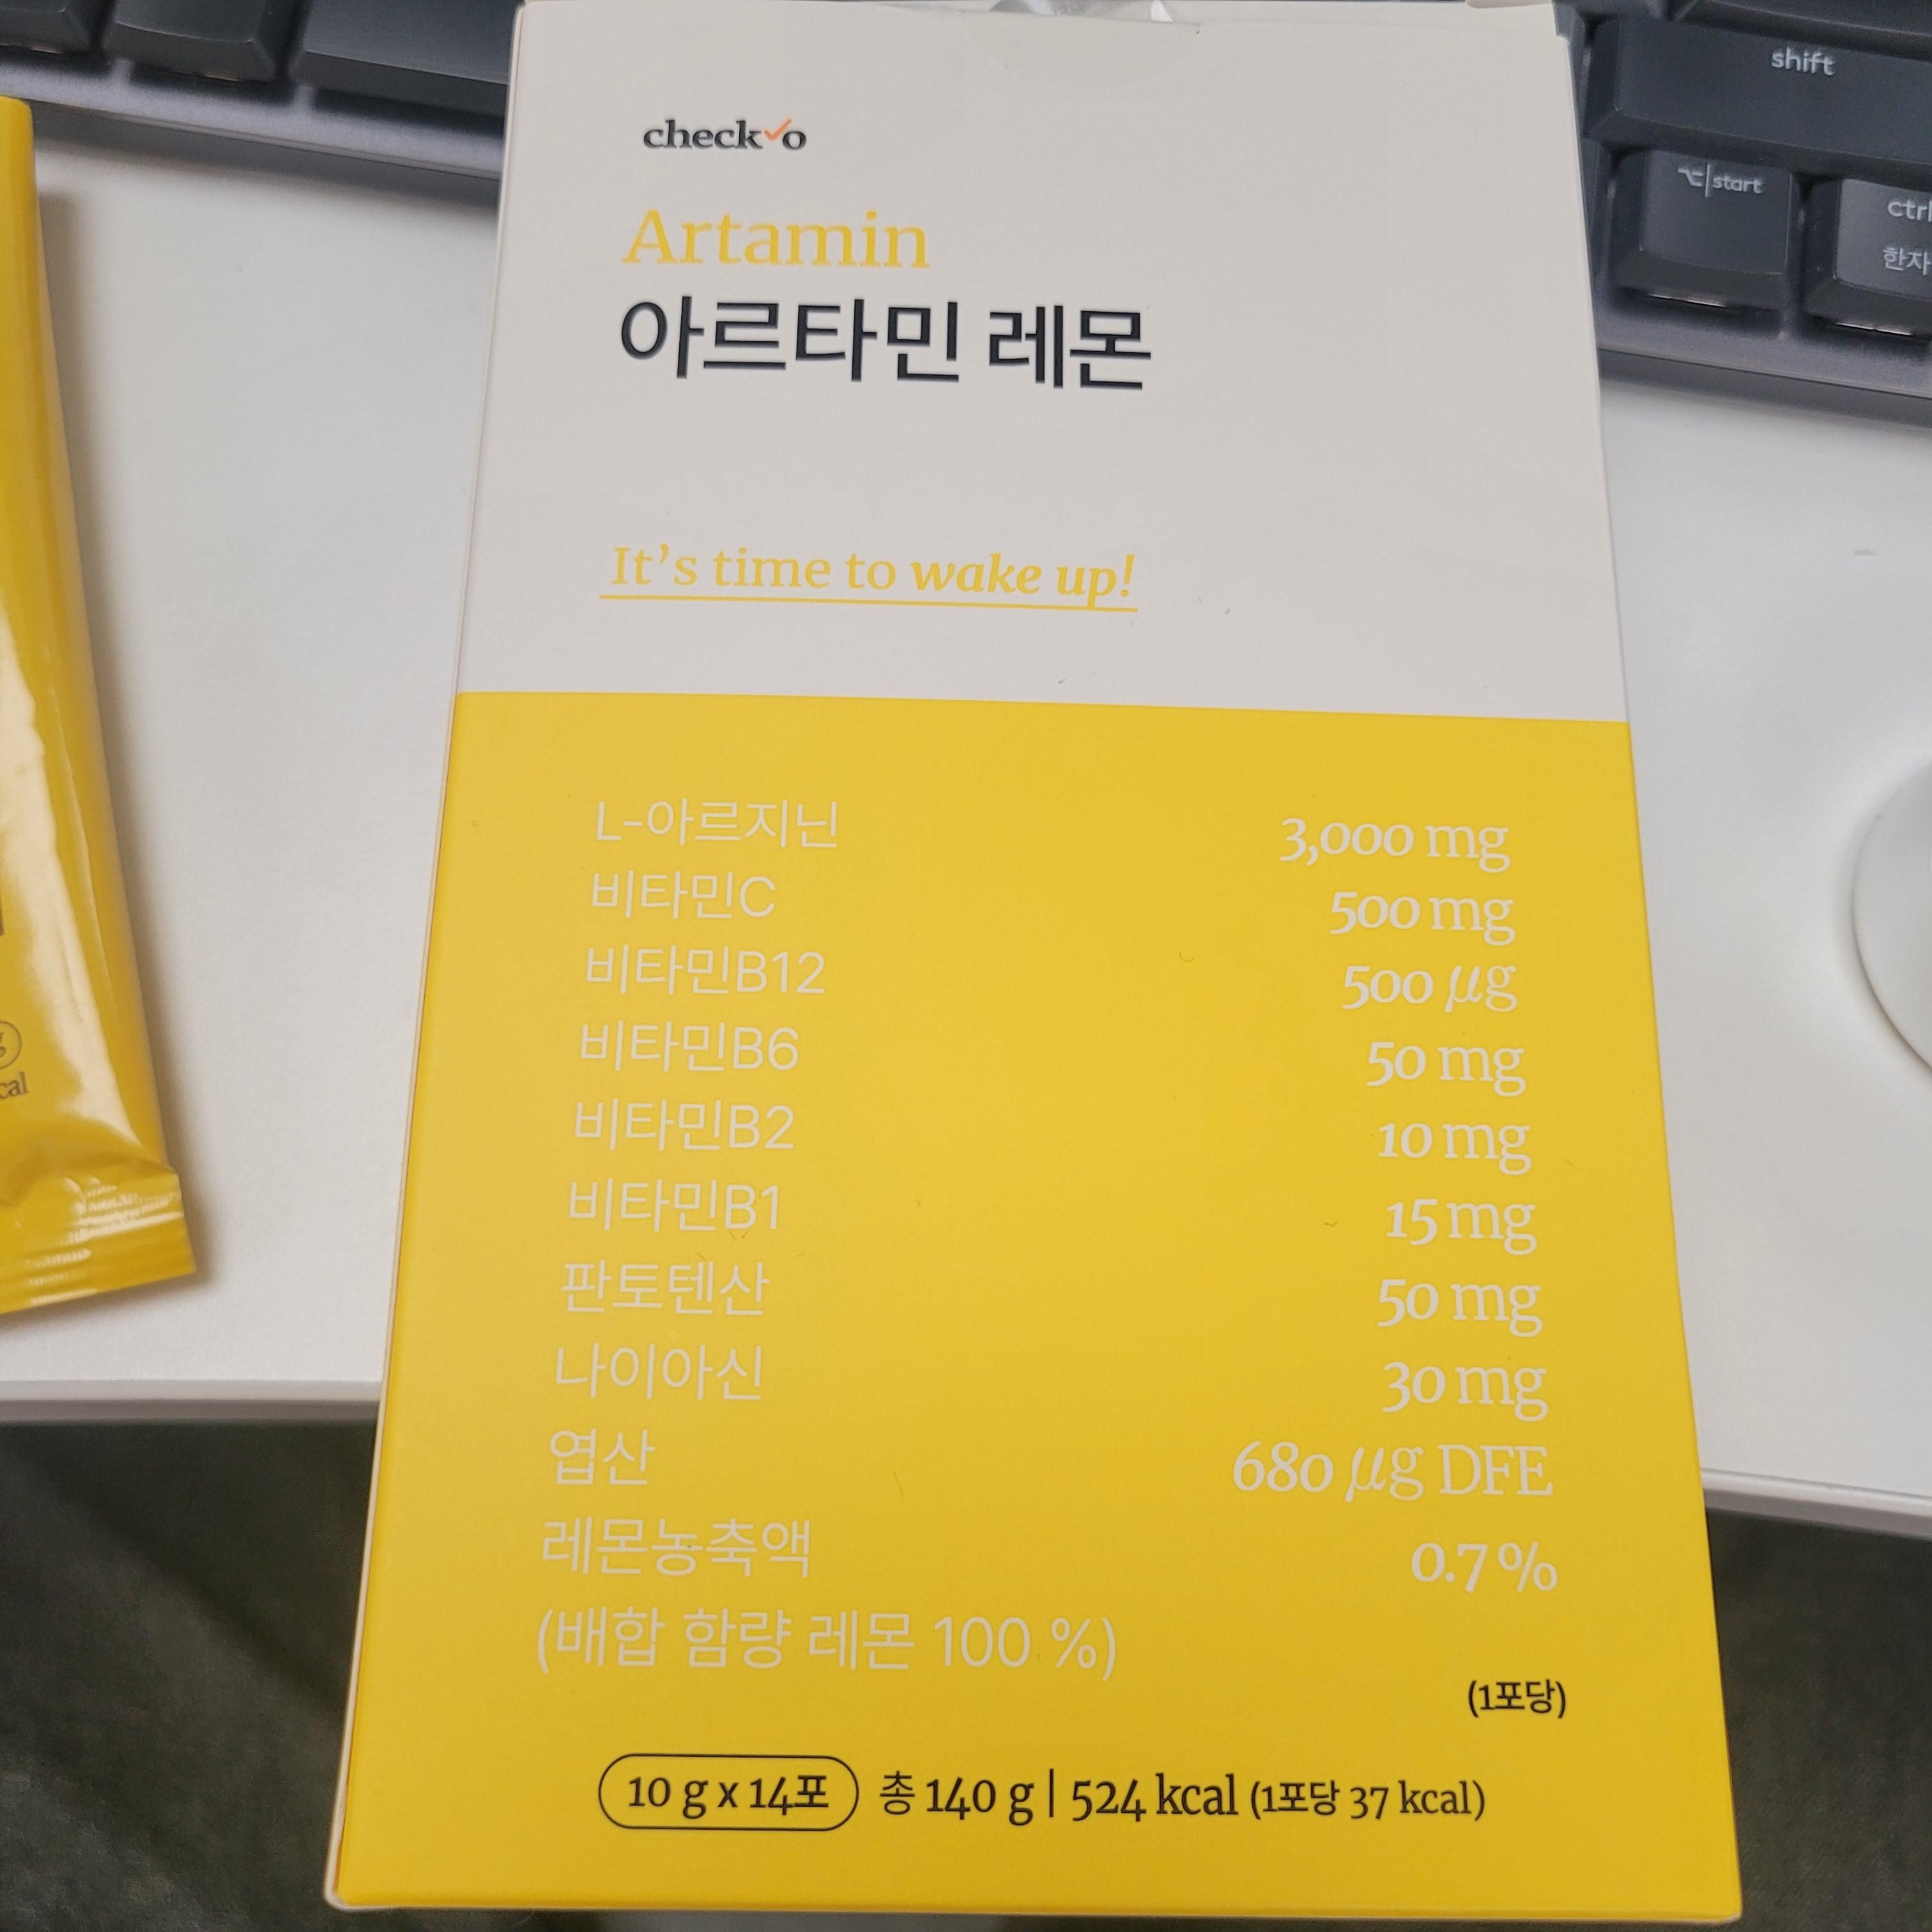 shift
⌥|start
ctrl
한자
check✓o
Artamin
아르타민 레몬
It's time to wake up!
L-아르지닌 3,000 mg
비타민C 500 mg
비타민B12 500 μg
비타민B6 50 mg
비타민B2 10 mg
비타민B1 15 mg
판토텐산 50 mg
나이아신 30 mg
엽산 680 μg DFE
레몬농축액 0.7 %
(배합 함량 레몬 100 %)
(1포당)
10 g x 14포 총 140 g | 524 kcal (1포당 37 kcal)